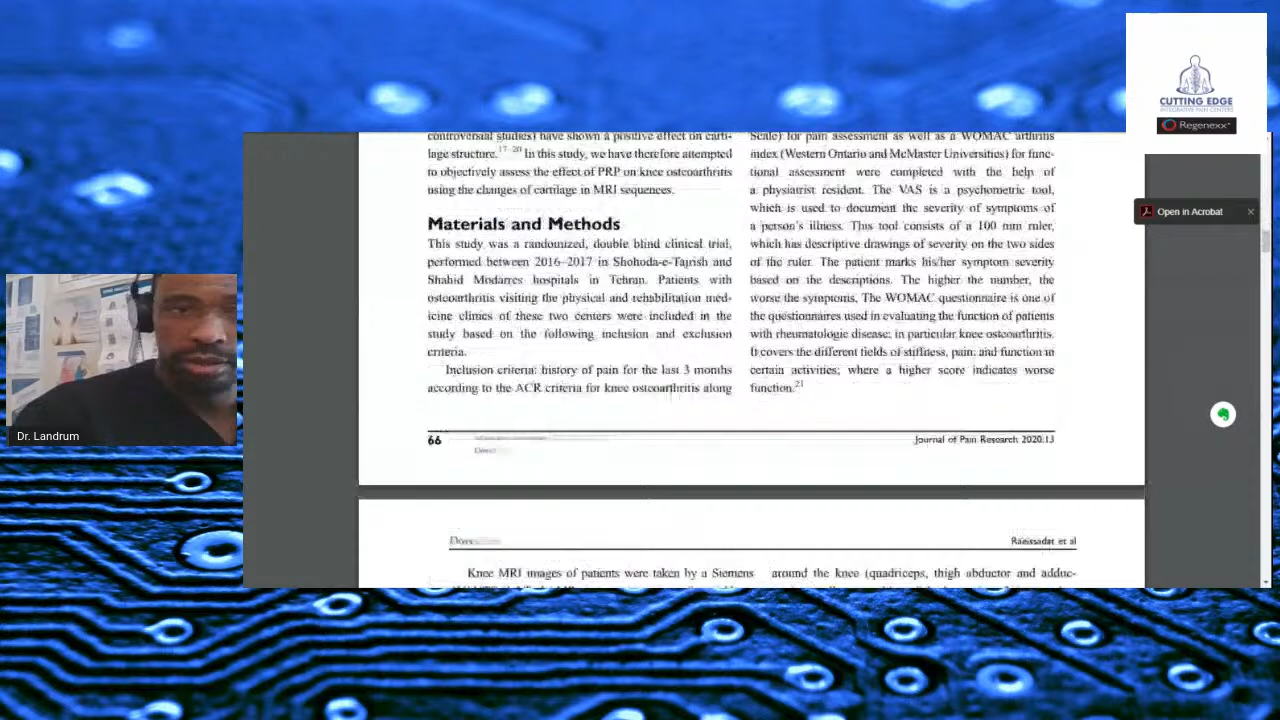 CUTTING EDGE
INTEGRATIVE PAIN CENTERS
Regenexx
controversial studies) have shown a positive effect on carti-
lage structure.17–20 In this study, we have therefore attempted
to objectively assess the effect of PRP on knee osteoarthritis
using the changes of cartilage in MRI sequences.
Materials and Methods
This study was a randomized, double blind clinical trial,
performed between 2016–2017 in Shohoda-e-Tajrish and
Shahid Modarres hospitals in Tehran. Patients with
osteoarthritis visiting the physical and rehabilitation med-
icine clinics of these two centers were included in the
study based on the following inclusion and exclusion
criteria.
Inclusion criteria: history of pain for the last 3 months
according to the ACR criteria for knee osteoarthritis along
Scale) for pain assessment as well as a WOMAC arthritis
index (Western Ontario and McMaster Universities) for func-
tional assessment were completed with the help of
a physiatrist resident. The VAS is a psychometric tool,
which is used to document the severity of symptoms of
a person's illness. This tool consists of a 100 mm ruler,
which has descriptive drawings of severity on the two sides
of the ruler. The patient marks his/her symptom severity
based on the descriptions. The higher the number, the
worse the symptoms. The WOMAC questionnaire is one of
the questionnaires used in evaluating the function of patients
with rheumatologic disease; in particular knee osteoarthritis.
It covers the different fields of stiffness, pain, and function in
certain activities; where a higher score indicates worse
function.21
Open in Acrobat
66
Journal of Pain Research 2020:13
Raeissadat et al
Knee MRI images of patients were taken by a Siemens
around the knee (quadriceps, thigh abductor and adduc-
Dr. Landrum